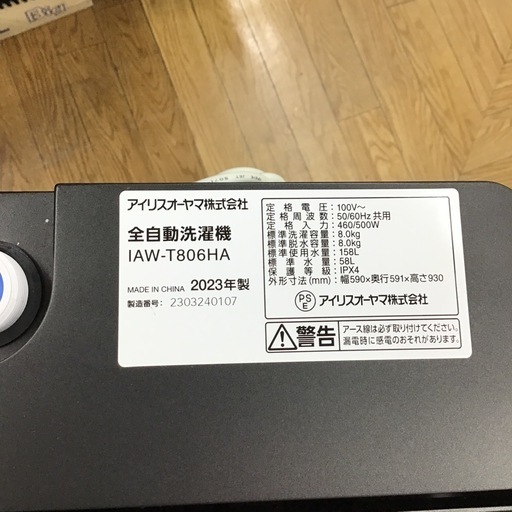 アイリスオーヤマ株式会社
全自動洗濯機
IAW-T806HA
MADE IN CHINA 2023年製
製造番号: 2303240107
定格電圧:100V～
定格周波数:50/60Hz共用
定格入力:460/500W
標準洗濯容量:8.0kg
標準脱水容量:8.0kg
標準使用水量:158L
標準水量:58L
保護等級:IPX4
外形寸法(mm):幅590×奥行591×高さ930
PS
E
アイリスオーヤマ株式会社
警告
アース線は必ず取り付けてください。
漏電時に感電のおそれがあります。